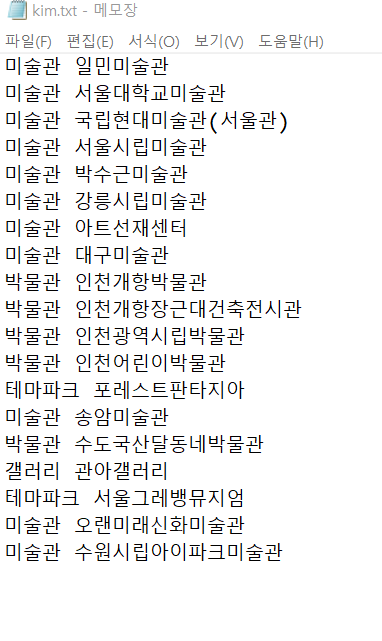 kim.txt - 메모장
파일(F) 편집(E) 서식(O) 보기(V) 도움말(H)
미술관 일민미술관
미술관 서울대학교미술관
미술관 국립현대미술관(서울관)
미술관 서울시립미술관
미술관 박수근미술관
미술관 강릉시립미술관
미술관 아트선재센터
미술관 대구미술관
박물관 인천개항박물관
박물관 인천개항장근대건축전시관
박물관 인천광역시립박물관
박물관 인천어린이박물관
테마파크 포레스트판타지아
미술관 송암미술관
박물관 수도국산달동네박물관
갤러리 관아갤러리
테마파크 서울그레뱅뮤지엄
미술관 오랜미래신화미술관
미술관 수원시립아이파크미술관